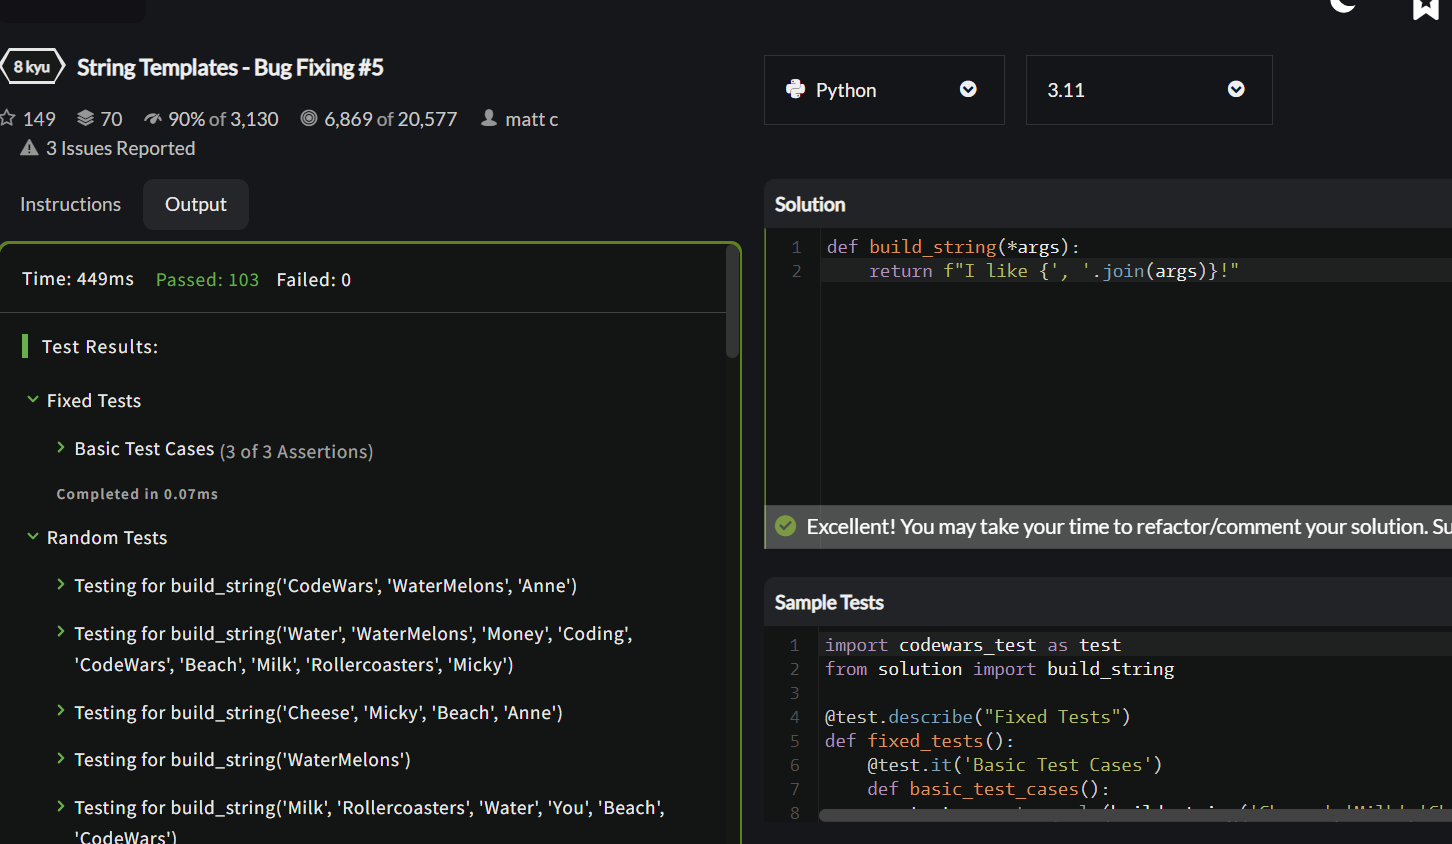 8 kyu String Templates - Bug Fixing #5
149 70 90% of 3,130 6,869 of 20,577 matt c
3 Issues Reported
Instructions Output
Time: 449ms Passed: 103 Failed: 0
Test Results:
Fixed Tests
Basic Test Cases (3 of 3 Assertions)
Completed in 0.07ms
Random Tests
Testing for build_string('CodeWars', 'WaterMelons', 'Anne')
Testing for build_string('Water', 'WaterMelons', 'Money', 'Coding',
'CodeWars', 'Beach', 'Milk', 'Rollercoasters', 'Micky')
Testing for build_string('Cheese', 'Micky', 'Beach', 'Anne')
Testing for build_string('WaterMelons')
Testing for build_string('Milk', 'Rollercoasters', 'Water', 'You', 'Beach',
'CodeWars')
Python 3.11
Solution
1 def build_string(*args):
2 return f"I like {', '.join(args)}!"
Excellent! You may take your time to refactor/comment your solution. Su
Sample Tests
1 import codewars_test as test
2 from solution import build_string
3
4 @test.describe("Fixed Tests")
5 def fixed_tests():
6 @test.it('Basic Test Cases')
7 def basic_test_cases():
8